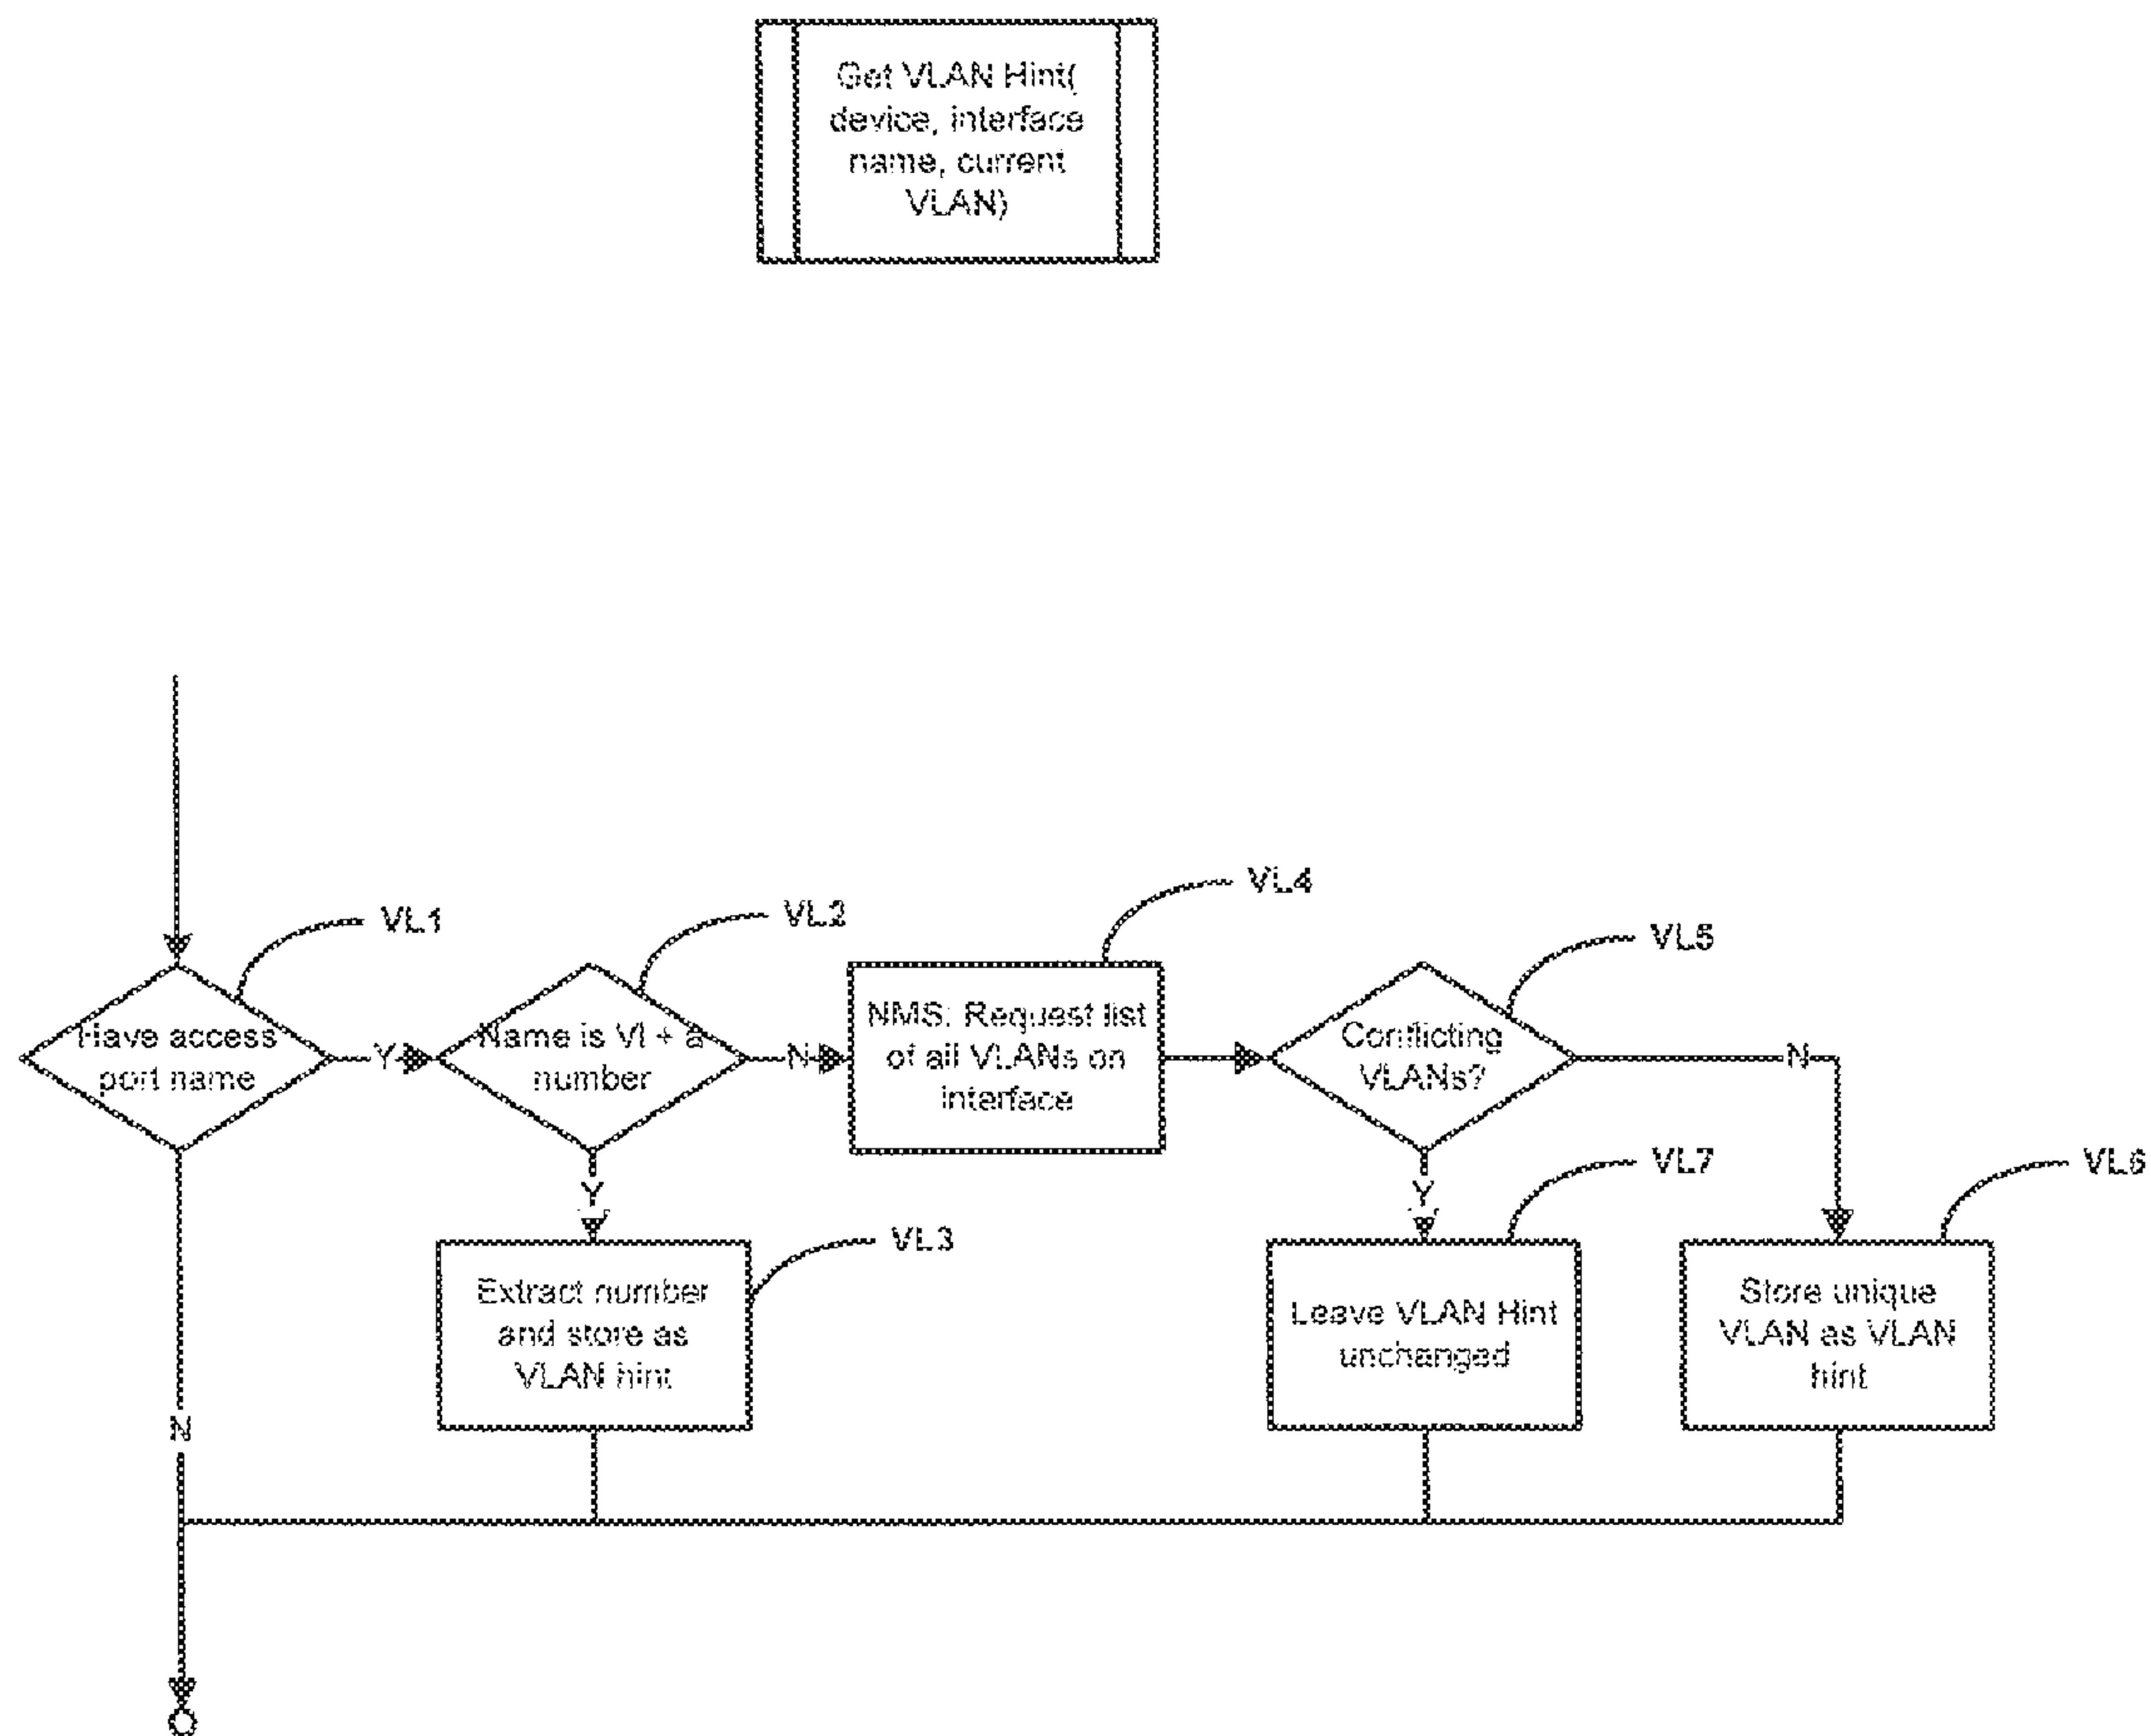 Get VLAN Hint(
device, interface
name, current
VLAN)
VL1
VL2
VL4
VL5
Have access
port name
Y
Name is Vl + a
number
N
NMS: Request list
of all VLANs on
interface
Conflicting
VLANs?
N
Y
Y
VL7
VL6
VL3
Extract number
and store as
VLAN hint
Leave VLAN Hint
unchanged
Store unique
VLAN as VLAN
hint
N